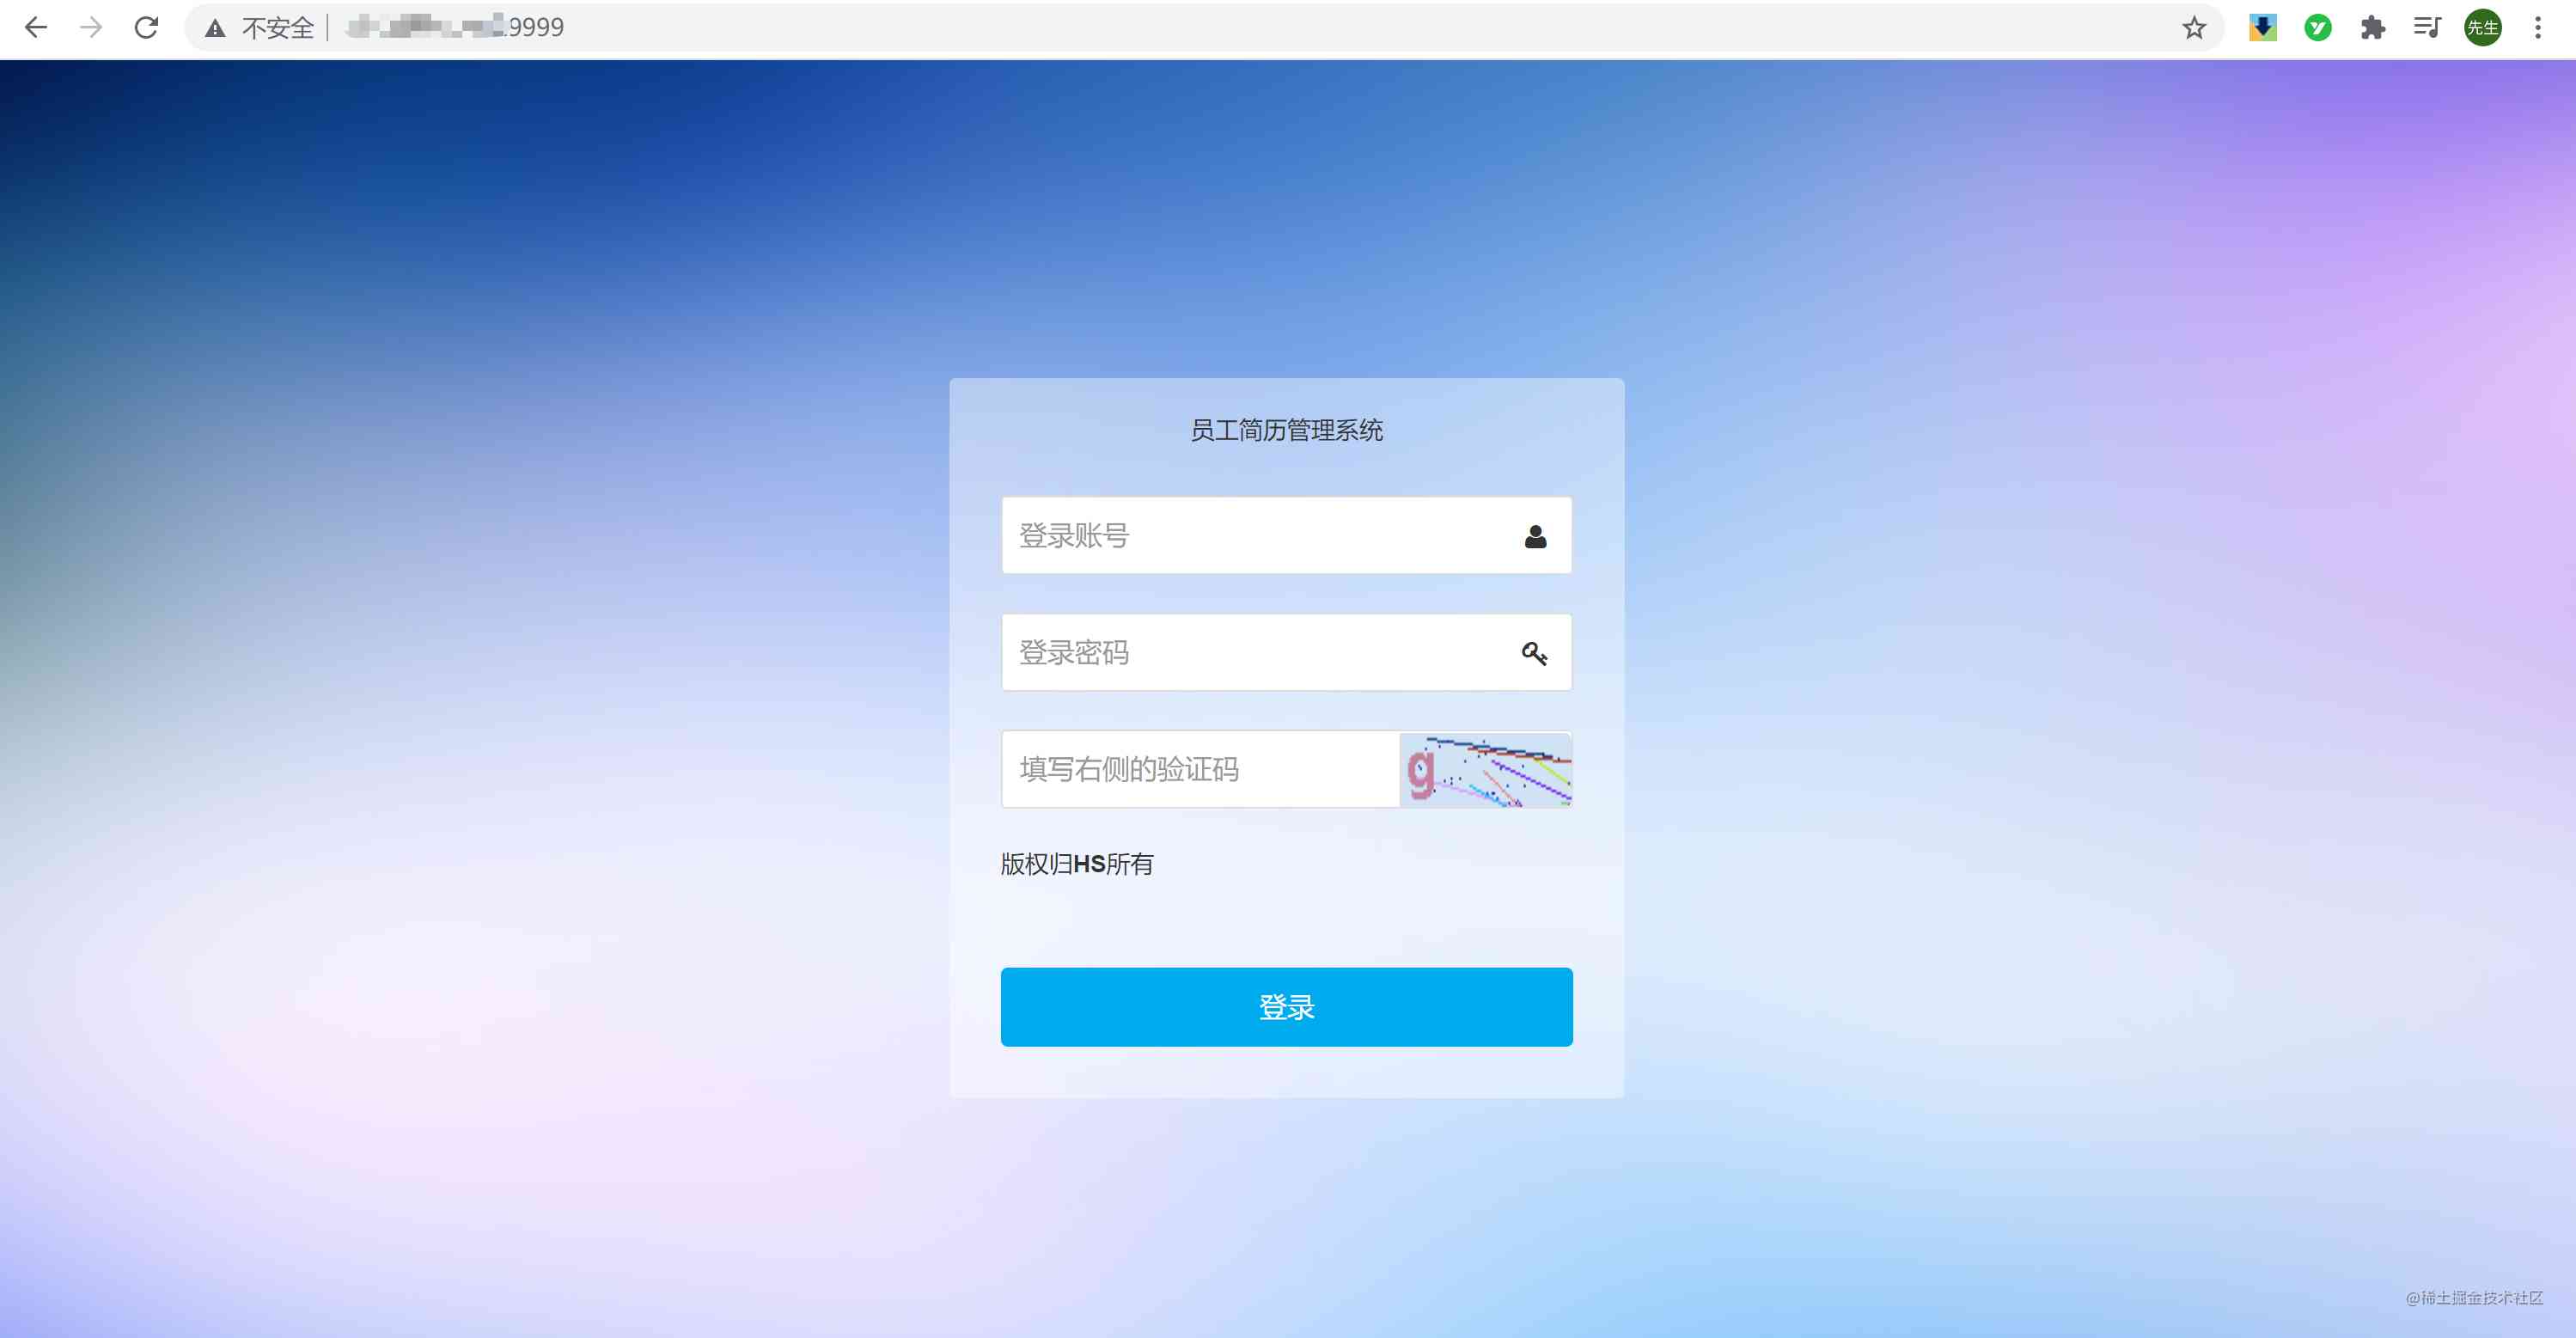 不安全 9999
先生
员工简历管理系统
登录账号
登录密码
填写右侧的验证码 g
版权归HS所有
登录
@稀土掘金技术社区